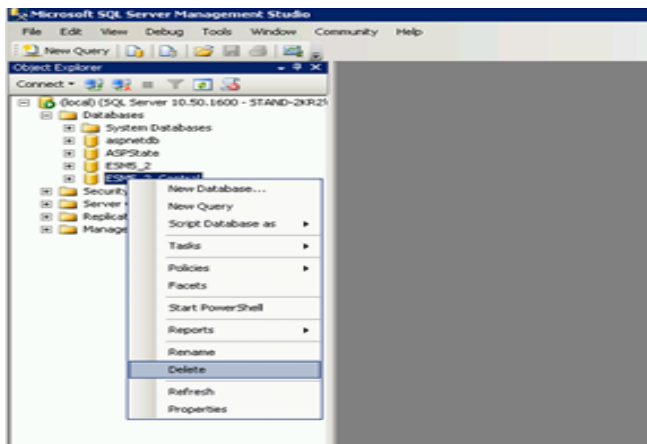 Microsoft SQL Server Management Studio
File Edit View Debug Tools Window Community Help
New Query
Object Explorer
Connect
(local) (SQL Server 10.50.1600 - STAND-2KR2\
Databases
System Databases
aspnetdb
ASPState
Security
Server
Replicat
Manage
New Database...
New Query
Script Database as
Tasks
Policies
Facets
Start PowerShell
Reports
Rename
Delete
Refresh
Properties